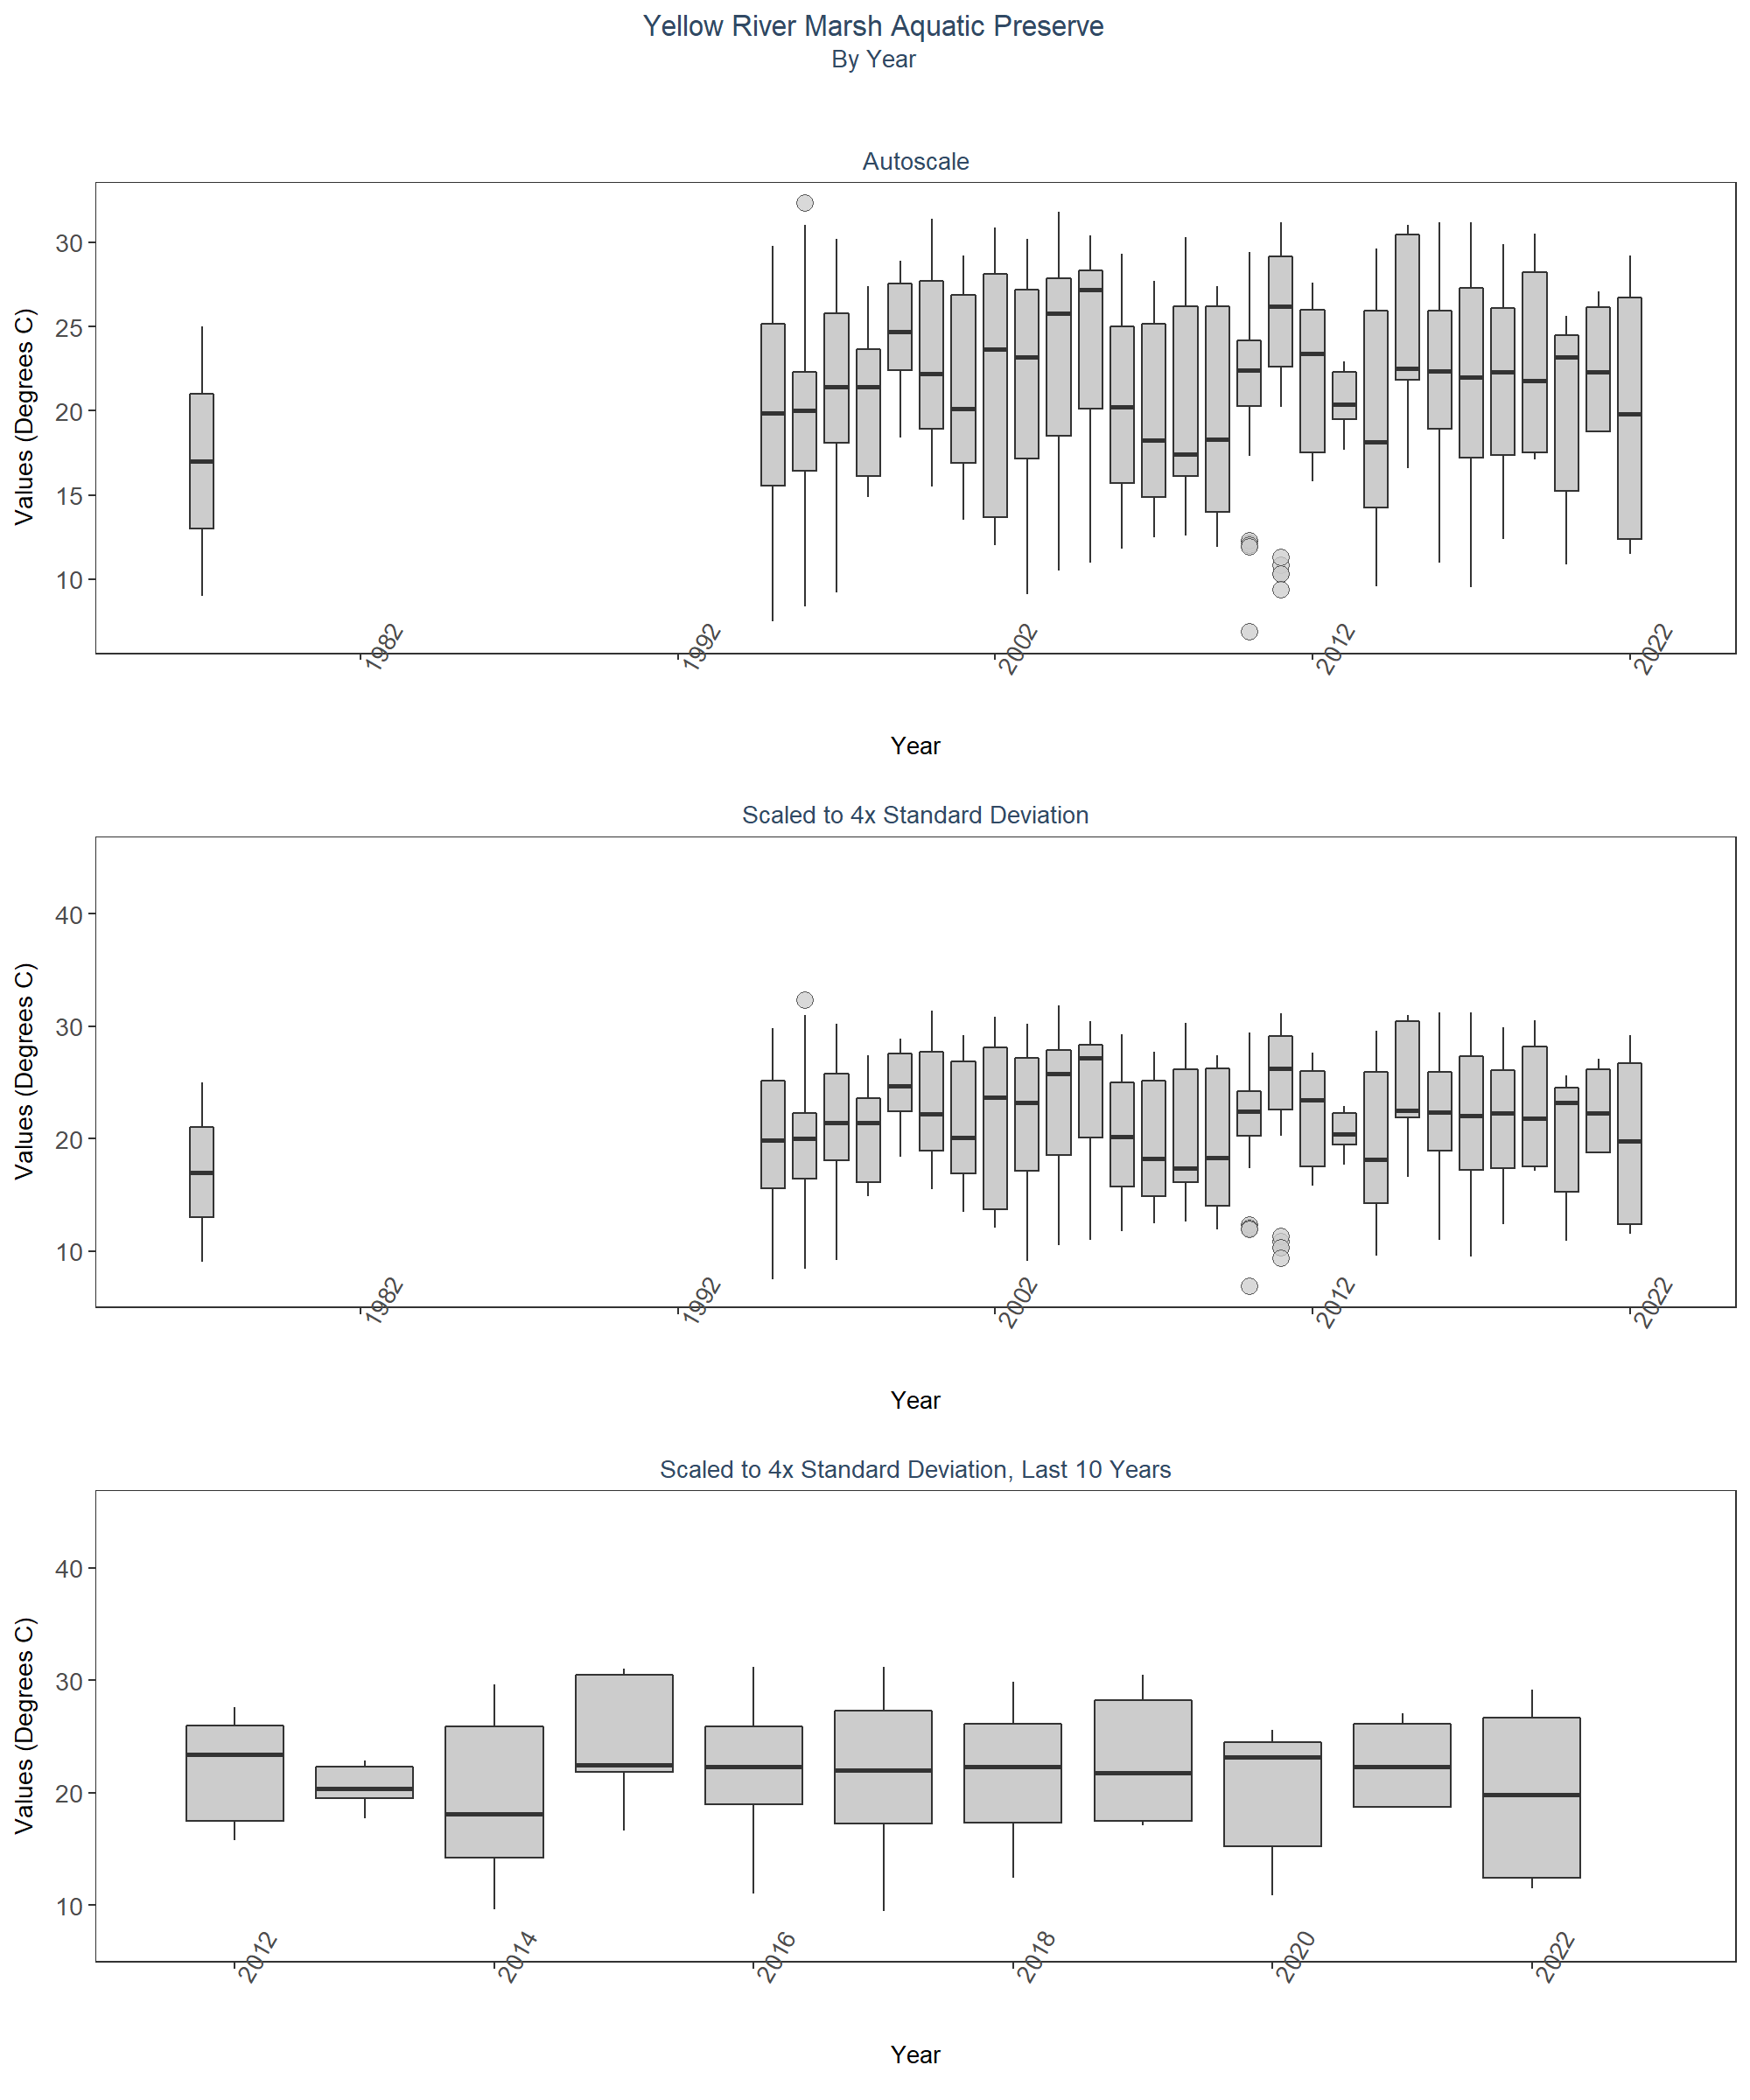 Yellow River Marsh Aquatic Preserve
By Year
Autoscale
Values (Degrees C)
30
25
20
15
10
1982
1992
2002
2012
2022
Year
Scaled to 4x Standard Deviation
Values (Degrees C)
40
30
20
10
1982
1992
2002
2012
2022
Year
Scaled to 4x Standard Deviation, Last 10 Years
Values (Degrees C)
40
30
20
10
2012
2014
2016
2018
2020
2022
Year